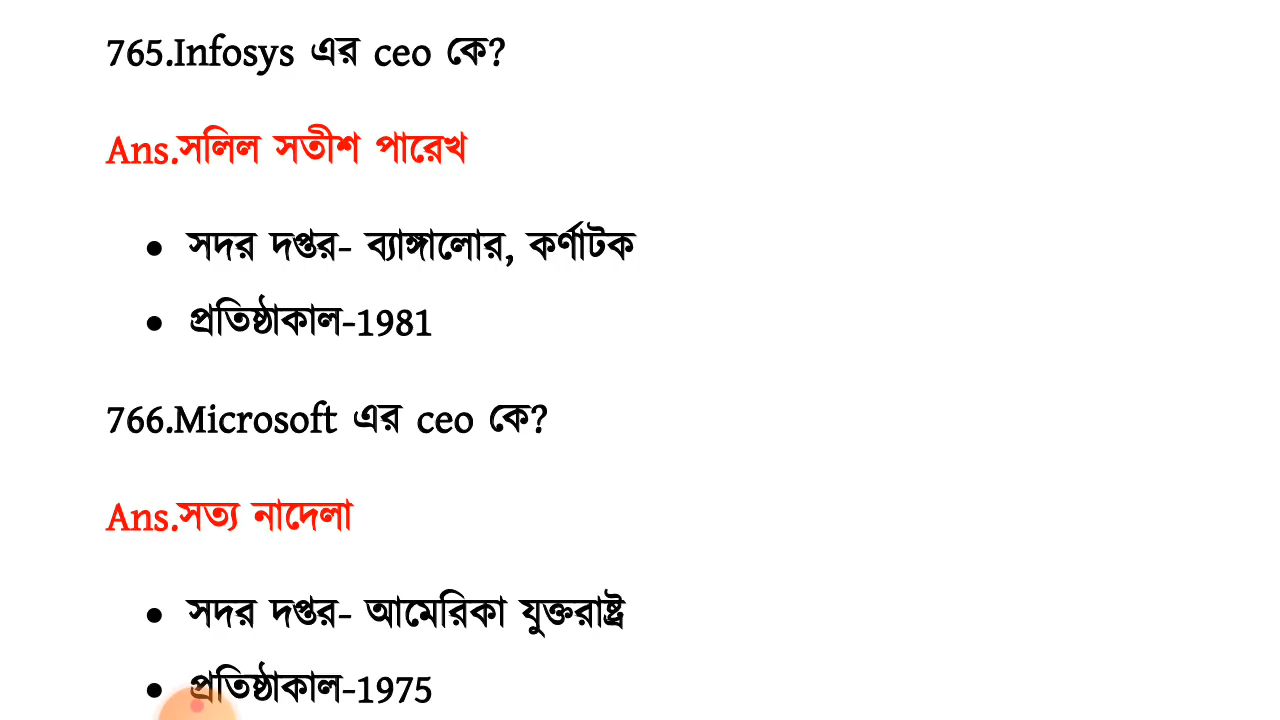 765.Infosys এর ceo কে?
Ans.সলিল সতীশ পারেখ
• সদর দপ্তর- ব্যাঙ্গালোর, কর্ণাটক
• প্রতিষ্ঠাকাল-1981
766.Microsoft এর ceo কে?
Ans.সত্য নাদেলা
• সদর দপ্তর- আমেরিকা যুক্তরাষ্ট্র
• প্রতিষ্ঠাকাল-1975